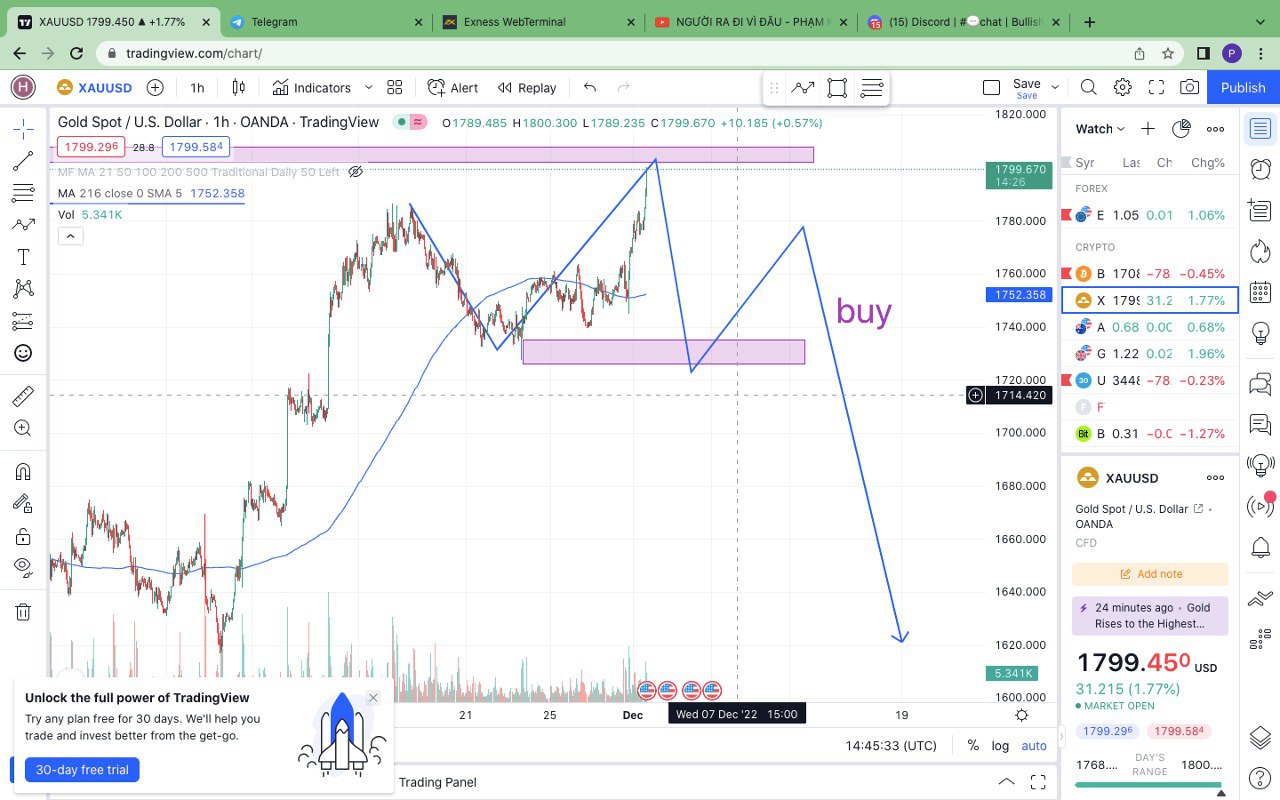 XAUUSD 1799.450 ▲ +1.77%
Telegram
Exness WebTerminal
NGƯỜI RA ĐI VÌ ĐÂU - PHẠM
(15) Discord | #💬chat | Bullish
tradingview.com/chart/
P
H XAUUSD 1h Indicators Alert Replay Save Save Publish
Gold Spot / U.S. Dollar · 1h · OANDA · TradingView O1789.485 H1800.300 L1789.235 C1799.670 +10.185 (+0.57%)
1799.296 28.8 1799.584
MF MA 21 50 100 200 500 Traditional Daily 50 Left
MA 216 close 0 SMA 5 1752.358
Vol 5.341K
buy
1820.000
1799.670
14:26
1780.000
1760.000
1752.358
1740.000
1720.000
1714.420
1700.000
1680.000
1660.000
1640.000
1620.000
5.341K
1600.000
21 25 Dec Wed 07 Dec '22 15:00 19
14:45:33 (UTC) % log auto
Trading Panel
Unlock the full power of TradingView
Try any plan free for 30 days. We'll help you
trade and invest better from the get-go.
30-day free trial
Watch
Syr Las Ch Chg%
FOREX
E 1.05 0.01 1.06%
CRYPTO
B 1708 −78 −0.45%
X 1799 31.2 1.77%
A 0.68 0.00 0.68%
G 1.22 0.02 1.96%
30 U 3448 −78 −0.23%
F F
Bit B 0.31 −0.0 −1.27%
XAUUSD
Gold Spot / U.S. Dollar
OANDA
CFD
Add note
24 minutes ago · Gold
Rises to the Highest...
1799.450 USD
31.215 (1.77%)
MARKET OPEN
1799.296 1799.584
1768.... DAY'S RANGE 1800....